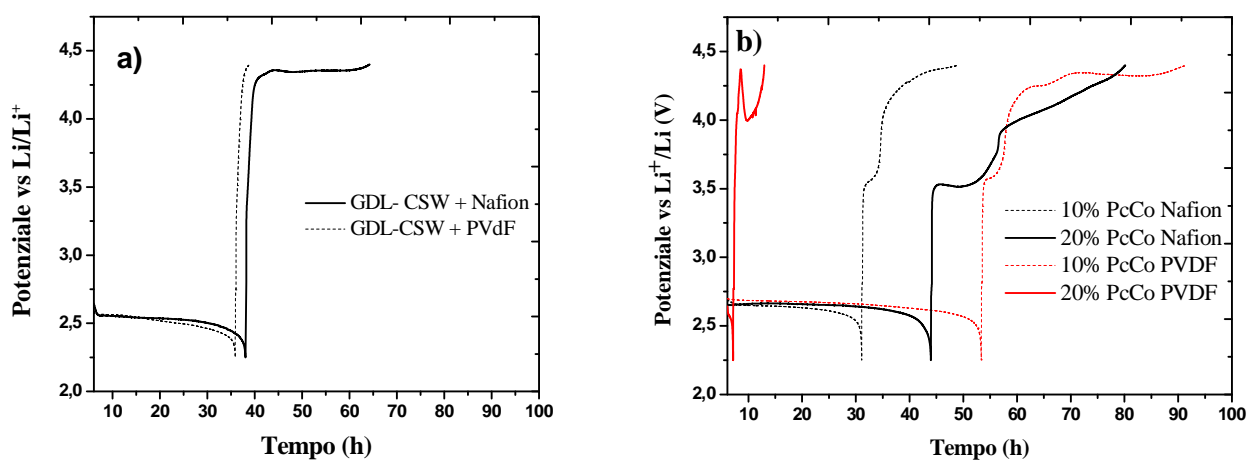 a)
4,5
4,0
3,5
3,0
2,5
2,0
Potenziale vs Li/Li+
GDL- CSW + Nafion
GDL-CSW + PVdF
10 20 30 40 50 60 70 80 90 100
Tempo (h)
b)
4,5
4,0
3,5
3,0
2,5
2,0
Potenziale vs Li+/Li (V)
10% PcCo Nafion
20% PcCo Nafion
10% PcCo PVDF
20% PcCo PVDF
10 20 30 40 50 60 70 80 90 100
Tempo (h)